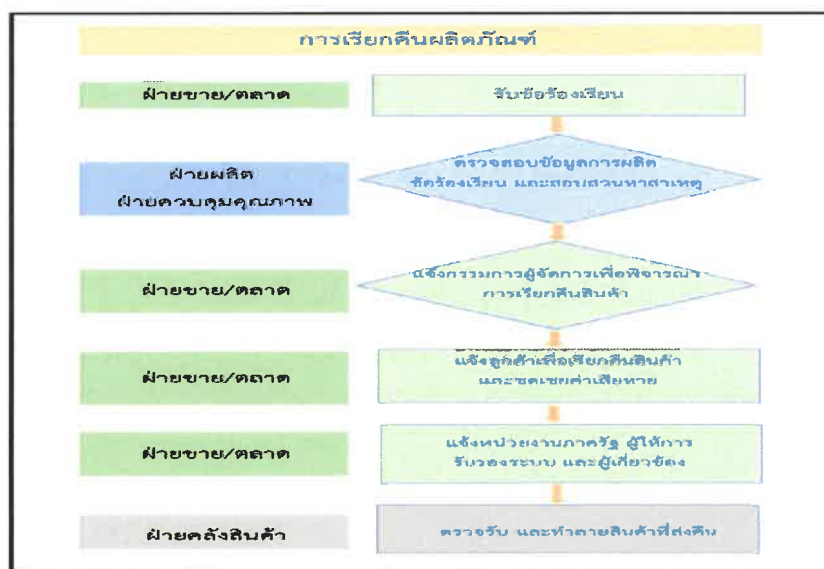 การเรียกคืนผลิตภัณฑ์
ฝ่ายขาย/ตลาด
รับข้อร้องเรียน
ฝ่ายผลิต
ฝ่ายควบคุมคุณภาพ
ตรวจสอบข้อมูลการผลิต
ข้อร้องเรียน และสอบสวนหาสาเหตุ
ฝ่ายขาย/ตลาด
แจ้งกรรมการผู้จัดการเพื่อพิจารณา
การเรียกคืนสินค้า
ฝ่ายขาย/ตลาด
แจ้งลูกค้าเพื่อเรียกคืนสินค้า
และชดเชยค่าเสียหาย
ฝ่ายขาย/ตลาด
แจ้งหน่วยงานภาครัฐ ผู้ให้การ
รับรองระบบ และผู้เกี่ยวข้อง
ฝ่ายคลังสินค้า
ตรวจรับ และทำลายสินค้าที่ส่งคืน